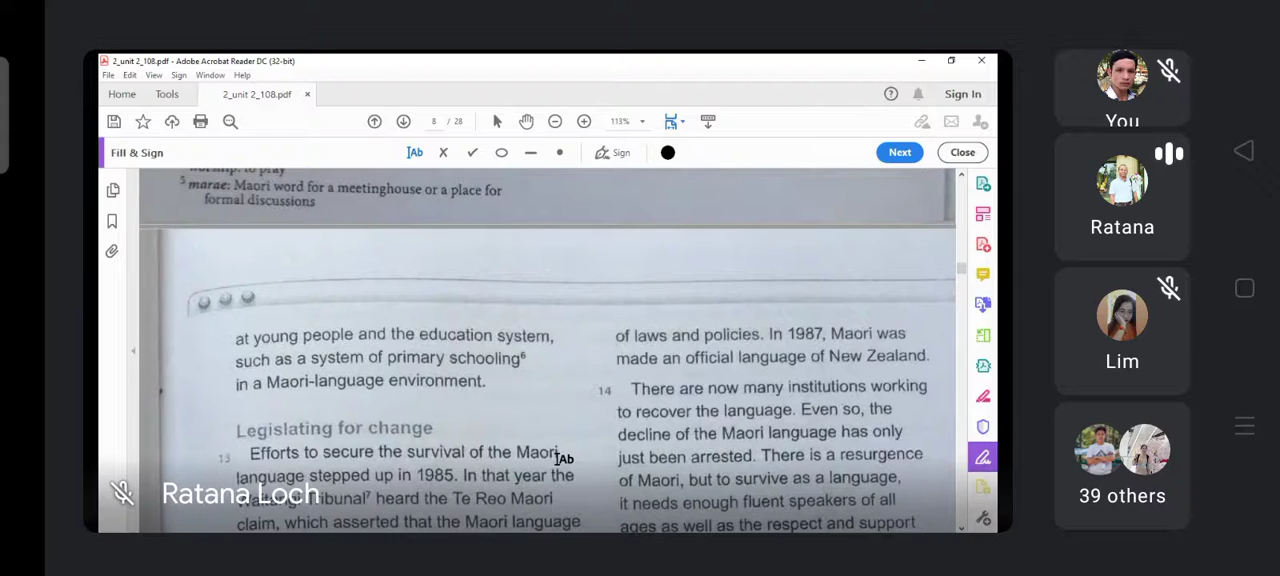 2_unit 2_108.pdf - Adobe Acrobat Reader DC (32-bit)
File Edit View Sign Window Help
Home Tools 2_unit 2_108.pdf × Sign In
8 / 28 113%
Fill & Sign IAb Sign Next Close
worship: to pray
5 marae: Maori word for a meetinghouse or a place for
formal discussions
at young people and the education system,
such as a system of primary schooling6
in a Maori-language environment.
Legislating for change
13 Efforts to secure the survival of the Maori
language stepped up in 1985. In that year the
Waitangi Tribunal7 heard the Te Reo Maori
claim, which asserted that the Maori language
of laws and policies. In 1987, Maori was
made an official language of New Zealand.
14 There are now many institutions working
to recover the language. Even so, the
decline of the Maori language has only
just been arrested. There is a resurgence
of Maori, but to survive as a language,
it needs enough fluent speakers of all
ages as well as the respect and support
IAb
Ratana Loch
You
Ratana
Lim
39 others